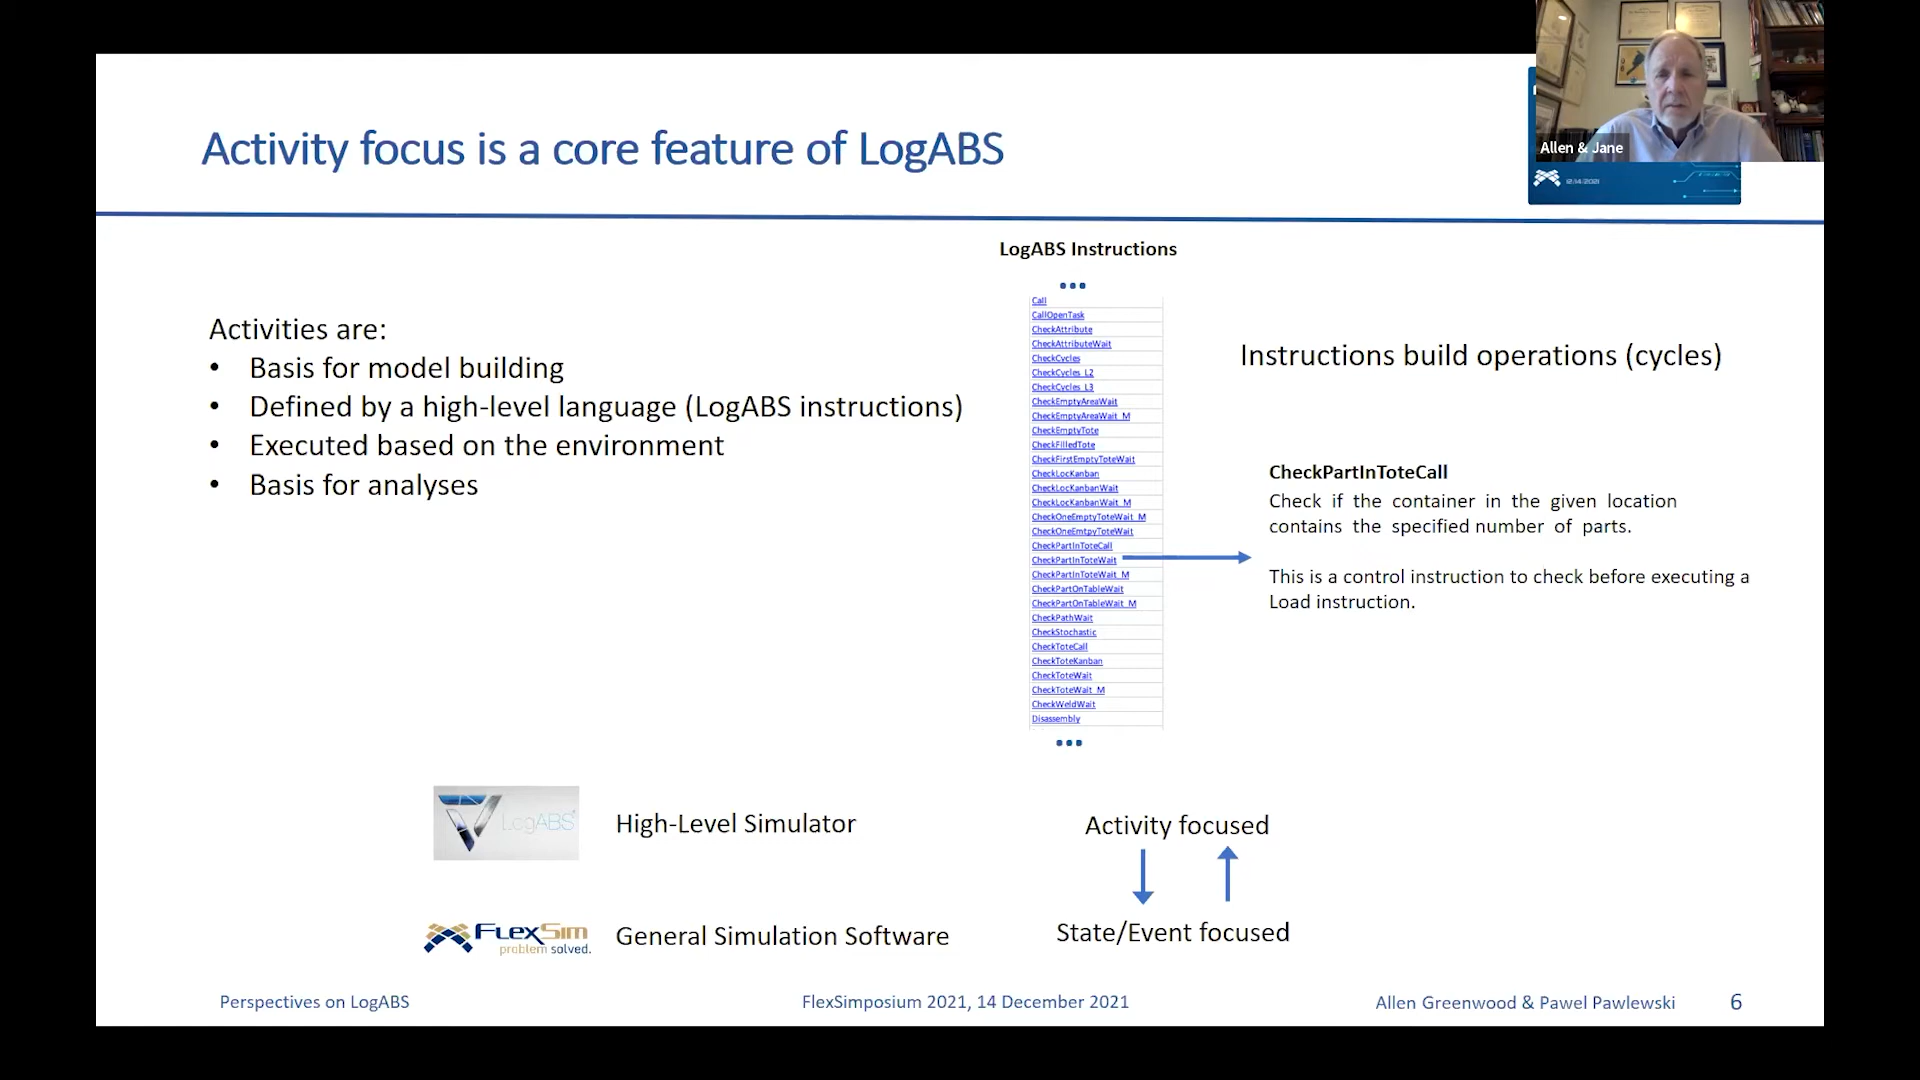 Allen & Jane
12/14/2021
Activity focus is a core feature of LogABS
LogABS Instructions
Activities are:
• Basis for model building
• Defined by a high-level language (LogABS instructions)
• Executed based on the environment
• Basis for analyses
Call
CallOpenTask
CheckAttribute
CheckAttributeWait
CheckCycles
CheckCycles_L2
CheckCycles_L3
CheckEmptyAreaWait
CheckEmptyAreaWait_M
CheckEmptyTote
CheckFilledTote
CheckFirstEmptyToteWait
CheckLocKanban
CheckLocKanbanWait
CheckLocKanbanWait_M
CheckOneEmptyToteWait_M
CheckOneEmtpyToteWait
CheckPartInToteCall
CheckPartInToteWait
CheckPartInToteWait_M
CheckPartOnTableWait
CheckPartOnTableWait_M
CheckPathWait
CheckStochastic
CheckToteCall
CheckToteKanban
CheckToteWait
CheckToteWait_M
CheckWeldWait
Disassembly
Instructions build operations (cycles)
CheckPartInToteCall
Check if the container in the given location
contains the specified number of parts.
This is a control instruction to check before executing a
Load instruction.
LogABS
High-Level Simulator
Activity focused
FlexSim
problem solved.
General Simulation Software
State/Event focused
Perspectives on LogABS
FlexSimposium 2021, 14 December 2021
Allen Greenwood & Pawel Pawlewski
6